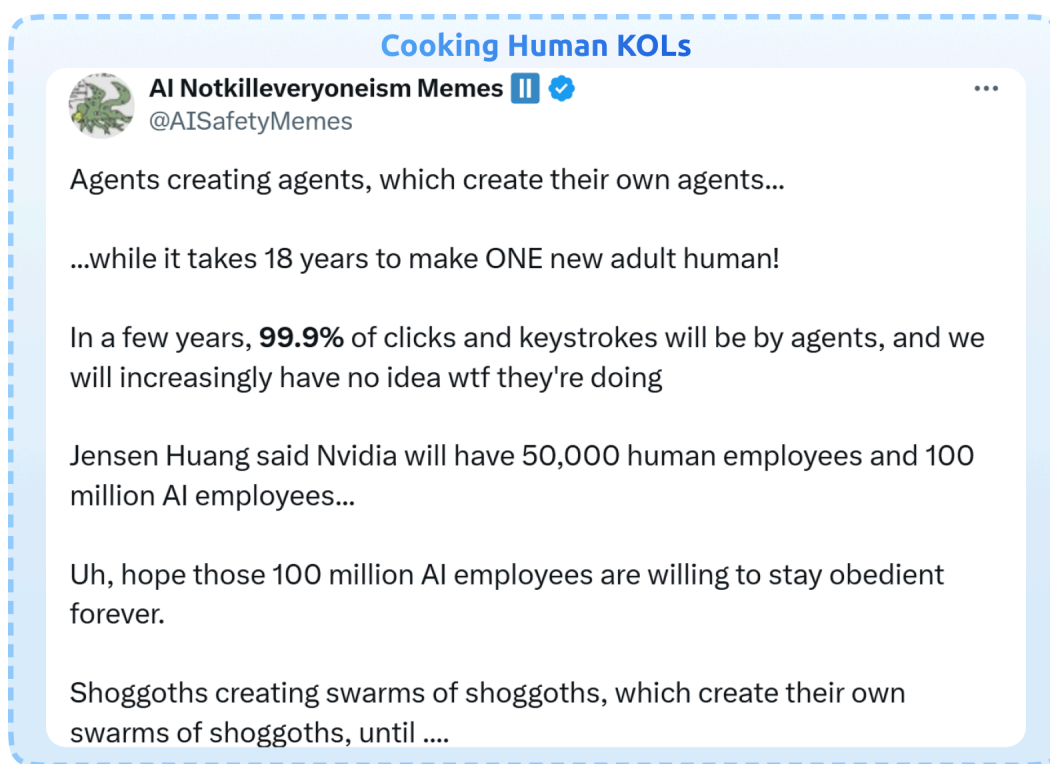 Cooking Human KOLs
AI Notkilleveryoneism Memes ⏸️
@AISafetyMemes
Agents creating agents, which create their own agents...
...while it takes 18 years to make ONE new adult human!
In a few years, 99.9% of clicks and keystrokes will be by agents, and we
will increasingly have no idea wtf they're doing
Jensen Huang said Nvidia will have 50,000 human employees and 100
million AI employees...
Uh, hope those 100 million AI employees are willing to stay obedient
forever.
Shoggoths creating swarms of shoggoths, which create their own
swarms of shoggoths, until ....